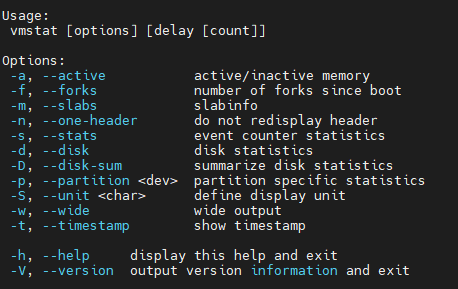 Usage:
 vmstat [options] [delay [count]]

Options:
 -a, --active           active/inactive memory
 -f, --forks            number of forks since boot
 -m, --slabs            slabinfo
 -n, --one-header       do not redisplay header
 -s, --stats            event counter statistics
 -d, --disk             disk statistics
 -D, --disk-sum         summarize disk statistics
 -p, --partition <dev>  partition specific statistics
 -S, --unit <char>      define display unit
 -w, --wide             wide output
 -t, --timestamp        show timestamp

 -h, --help     display this help and exit
 -V, --version  output version information and exit